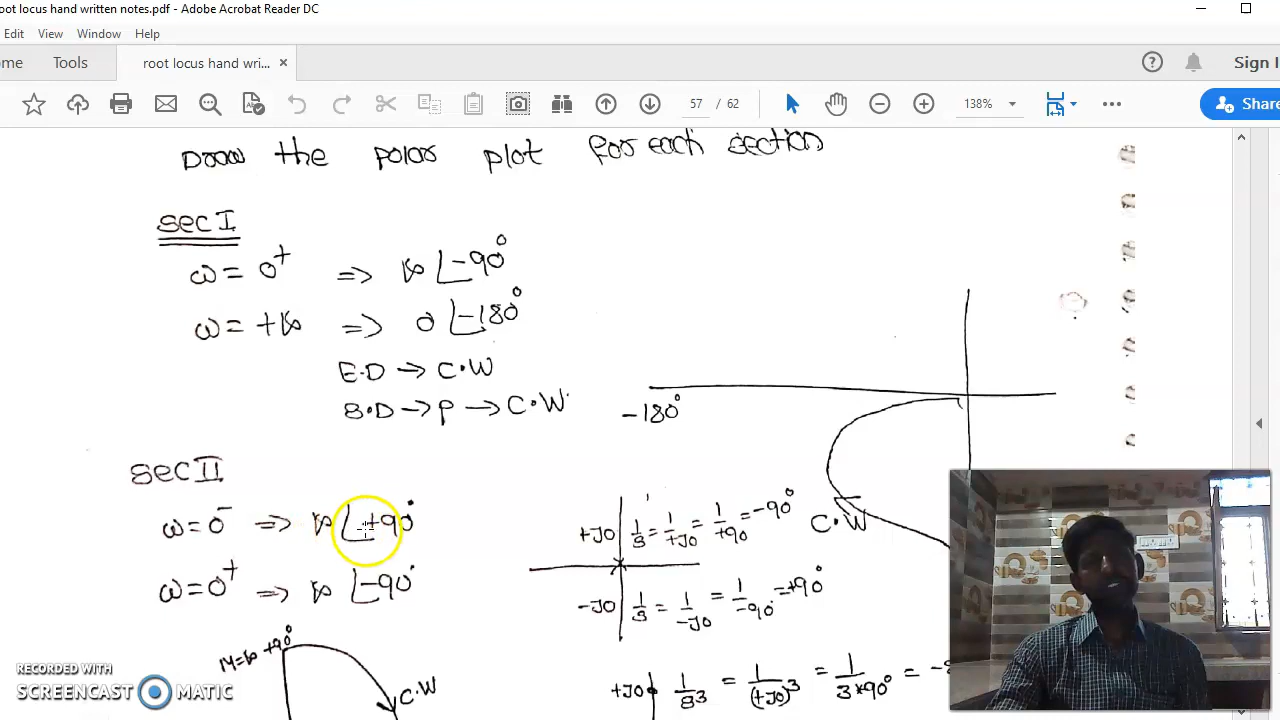 oot locus hand written notes.pdf - Adobe Acrobat Reader DC
Edit View Window Help
ome Tools root locus hand wri... × Sign I
57 / 62 138% Share
Draw the polar plot for each section
sec I
ω = 0⁺ ⇒ ∞ ∠-90°
ω = +∞ ⇒ 0 ∠-180°
E.D → C.W
S.D → P → C.W.
-180°
C.W
sec II
ω = 0⁻ ⇒ ∞ ∠+90°
ω = 0⁺ ⇒ ∞ ∠-90°
+J0 1/S = 1/+J0 = 1/+90 = -90°
-J0 1/S = 1/-J0 = 1/-90° = +90°
M=∞ +90°
C.W
+J0 1/S3 = 1/(+J0)3 = 1/3*90° = -
RECORDED WITH
SCREENCAST MATIC